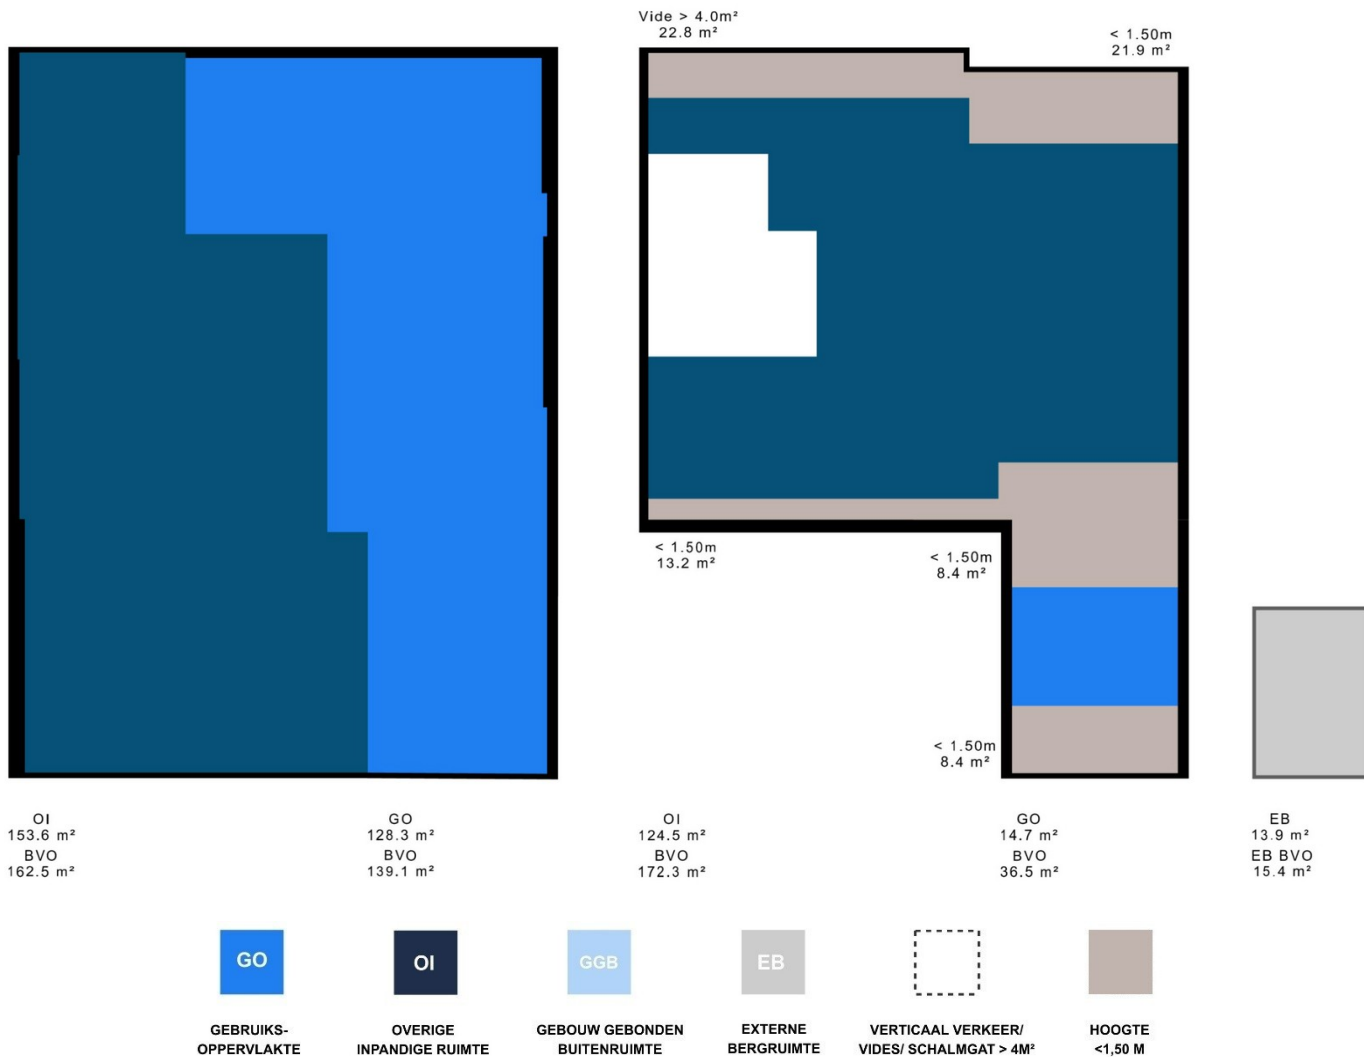 Vide > 4.0m²
22.8 m²
< 1.50m
21.9 m²
< 1.50m
13.2 m²
< 1.50m
8.4 m²
< 1.50m
8.4 m²
OI
153.6 m²
BVO
162.5 m²
GO
128.3 m²
BVO
139.1 m²
OI
124.5 m²
BVO
172.3 m²
GO
14.7 m²
BVO
36.5 m²
EB
13.9 m²
EB BVO
15.4 m²
GO
GEBRUIKS-
OPPERVLAKTE
OI
OVERIGE
INPANDIGE RUIMTE
GGB
GEBOUW GEBONDEN
BUITENRUIMTE
EB
EXTERNE
BERGRUIMTE
VERTICAAL VERKEER/
VIDES/ SCHALMGAT > 4M²
HOOGTE
<1,50 M